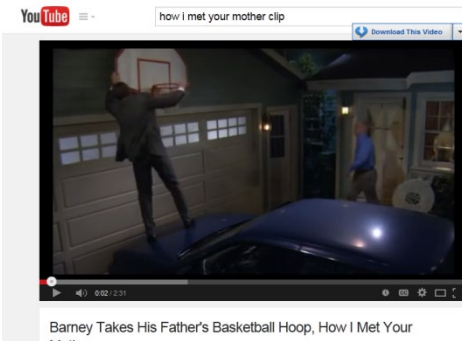 YouTube
how i met your mother clip
Download This Video
0:02 / 2:31
Barney Takes His Father's Basketball Hoop, How I Met Your